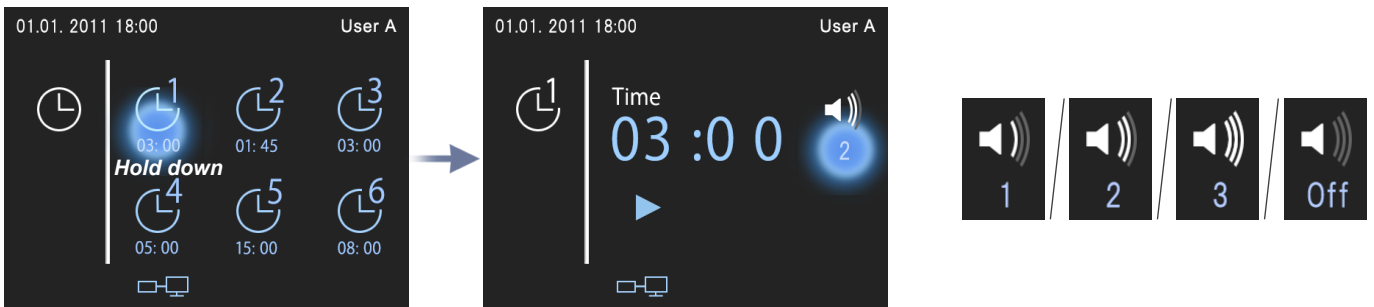 01.01. 2011 18:00 User A
1 2 3
03: 00 01: 45 03: 00
Hold down
4 5 6
05: 00 15: 00 08: 00
01.01. 2011 18:00 User A
1
Time
03 :0 0
2
1 / 2 / 3 / Off